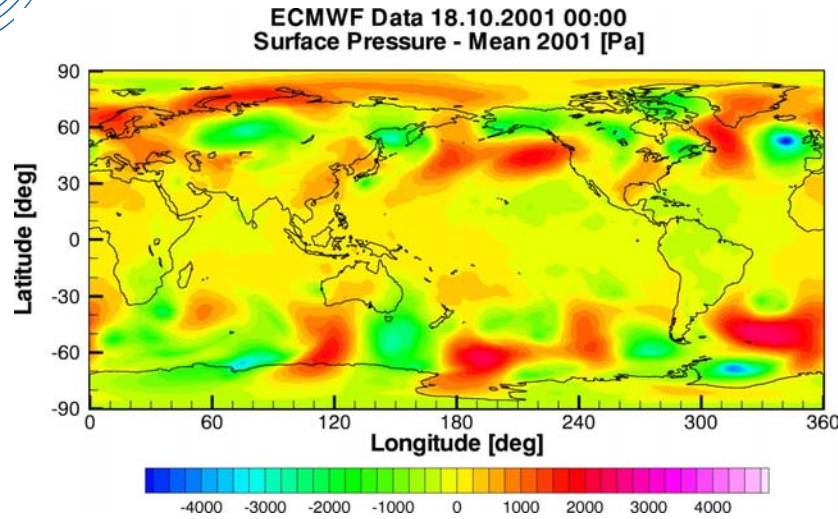 ECMWF Data 18.10.2001 00:00
Surface Pressure - Mean 2001 [Pa]
90
60
30
0
-30
-60
-90
Latitude [deg]
0 60 120 180 240 300 360
Longitude [deg]
-4000 -3000 -2000 -1000 0 1000 2000 3000 4000